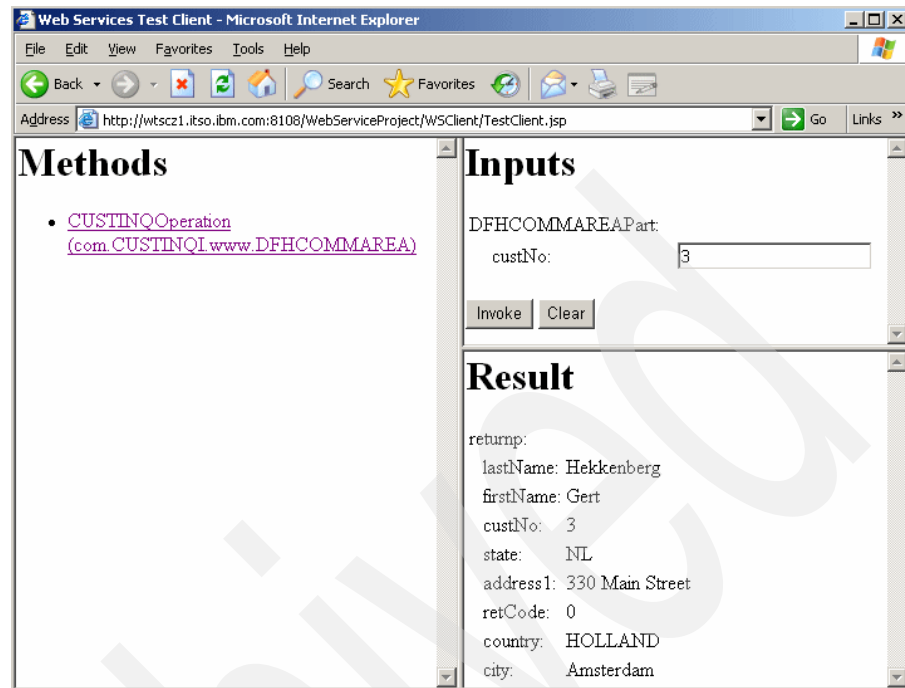 Web Services Test Client - Microsoft Internet Explorer
File Edit View Favorites Tools Help
Back Search Favorites
Address http://wtscz1.itso.ibm.com:8108/WebServiceProject/WSClient/TestClient.jsp Go Links »
Methods
• CUSTINQOperation
(com.CUSTINQI.www.DFHCOMMAREA)
Inputs
DFHCOMMAREAPart:
custNo: 3
Invoke Clear
Result
returnp:
lastName: Hekkenberg
firstName: Gert
custNo: 3
state: NL
address1: 330 Main Street
retCode: 0
country: HOLLAND
city: Amsterdam